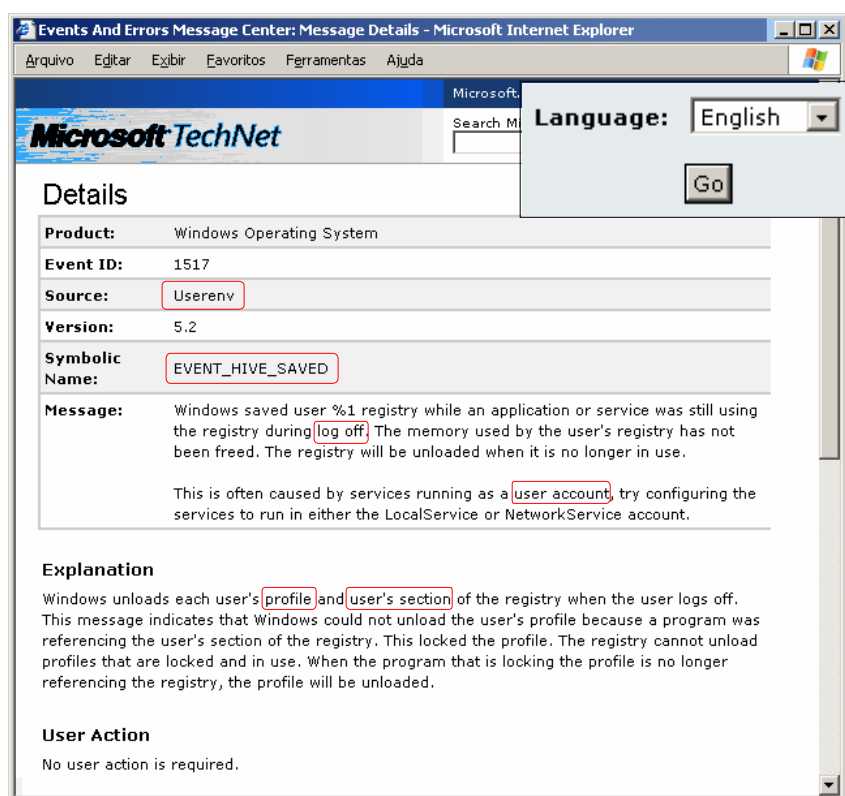 Events And Errors Message Center: Message Details - Microsoft Internet Explorer
Arquivo Editar Exibir Favoritos Ferramentas Ajuda
Microsoft.
Search Mi
Language: English
Go
Microsoft TechNet
Details
Product: Windows Operating System
Event ID: 1517
Source: Userenv
Version: 5.2
Symbolic
Name: EVENT_HIVE_SAVED
Message: Windows saved user %1 registry while an application or service was still using
the registry during log off. The memory used by the user's registry has not
been freed. The registry will be unloaded when it is no longer in use.
This is often caused by services running as a user account, try configuring the
services to run in either the LocalService or NetworkService account.
Explanation
Windows unloads each user's profile and user's section of the registry when the user logs off.
This message indicates that Windows could not unload the user's profile because a program was
referencing the user's section of the registry. This locked the profile. The registry cannot unload
profiles that are locked and in use. When the program that is locking the profile is no longer
referencing the registry, the profile will be unloaded.
User Action
No user action is required.